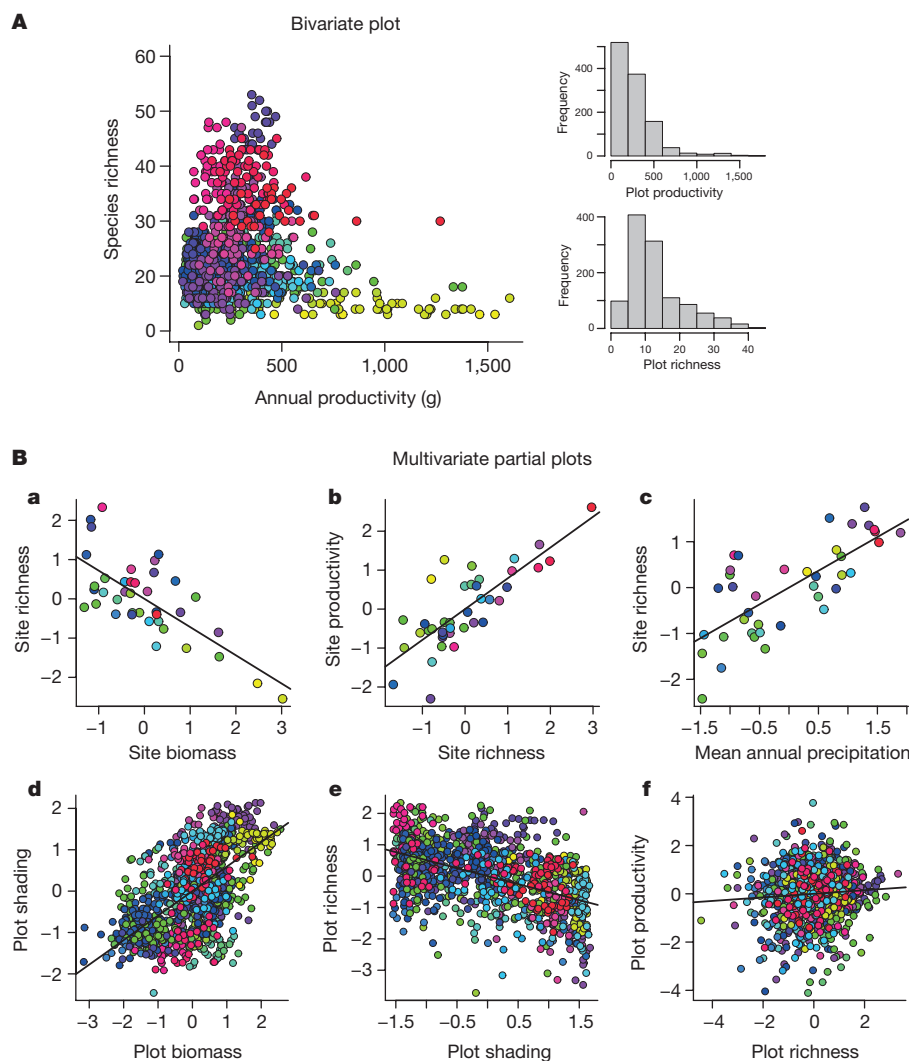 A
Bivariate plot
Species richness
60
50
40
30
20
10
0
0 500 1,000 1,500
Annual productivity (g)
Frequency
400
200
0
0 500 1,000 1,500
Plot productivity
Frequency
400
200
0
0 10 20 30 40
Plot richness
B
Multivariate partial plots
a
Site richness
2
1
0
−1
−2
−1 0 1 2 3
Site biomass
b
Site productivity
2
1
0
−1
−2
−1 0 1 2 3
Site richness
c
Site richness
1
0
−1
−2
−1.5 −0.5 0.5 1.5
Mean annual precipitation
d
Plot shading
2
1
0
−1
−2
−3 −2 −1 0 1 2
Plot biomass
e
Plot richness
2
1
0
−1
−2
−3
−1.5 −0.5 0.5 1.5
Plot shading
f
Plot productivity
4
2
0
−2
−4
−4 −2 0 2
Plot richness